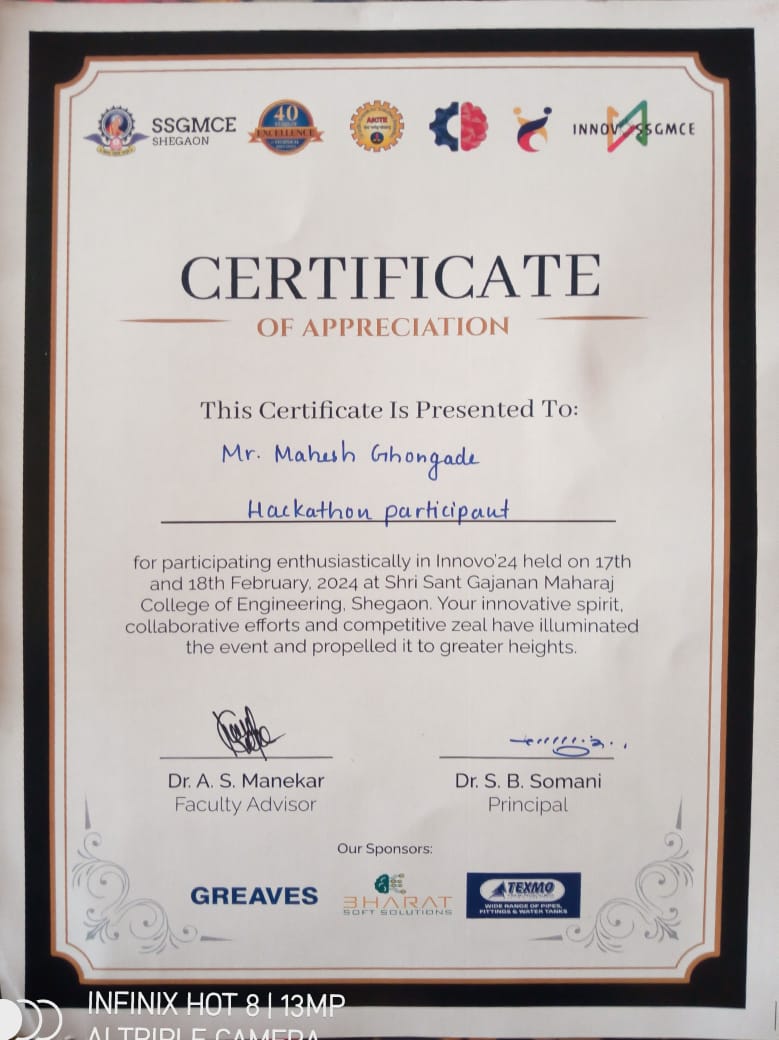 SSGMCE
SHEGAON
40
EXCELLENCE
AICTE
INNOVO SSGMCE
CERTIFICATE
OF APPRECIATION
This Certificate Is Presented To:
Mr. Mahesh Ghongade
Hackathon participant
for participating enthusiastically in Innovo'24 held on 17th
and 18th February, 2024 at Shri Sant Gajanan Maharaj
College of Engineering, Shegaon. Your innovative spirit,
collaborative efforts and competitive zeal have illuminated
the event and propelled it to greater heights.
Dr. A. S. Manekar
Faculty Advisor
Dr. S. B. Somani
Principal
Our Sponsors:
GREAVES
BHARAT
SOFT SOLUTIONS
TEXMO
WIDE RANGE OF PIPES,
FITTINGS & WATER TANKS
INFINIX HOT 8 | 13MP
AI TRIPLE CAMERA